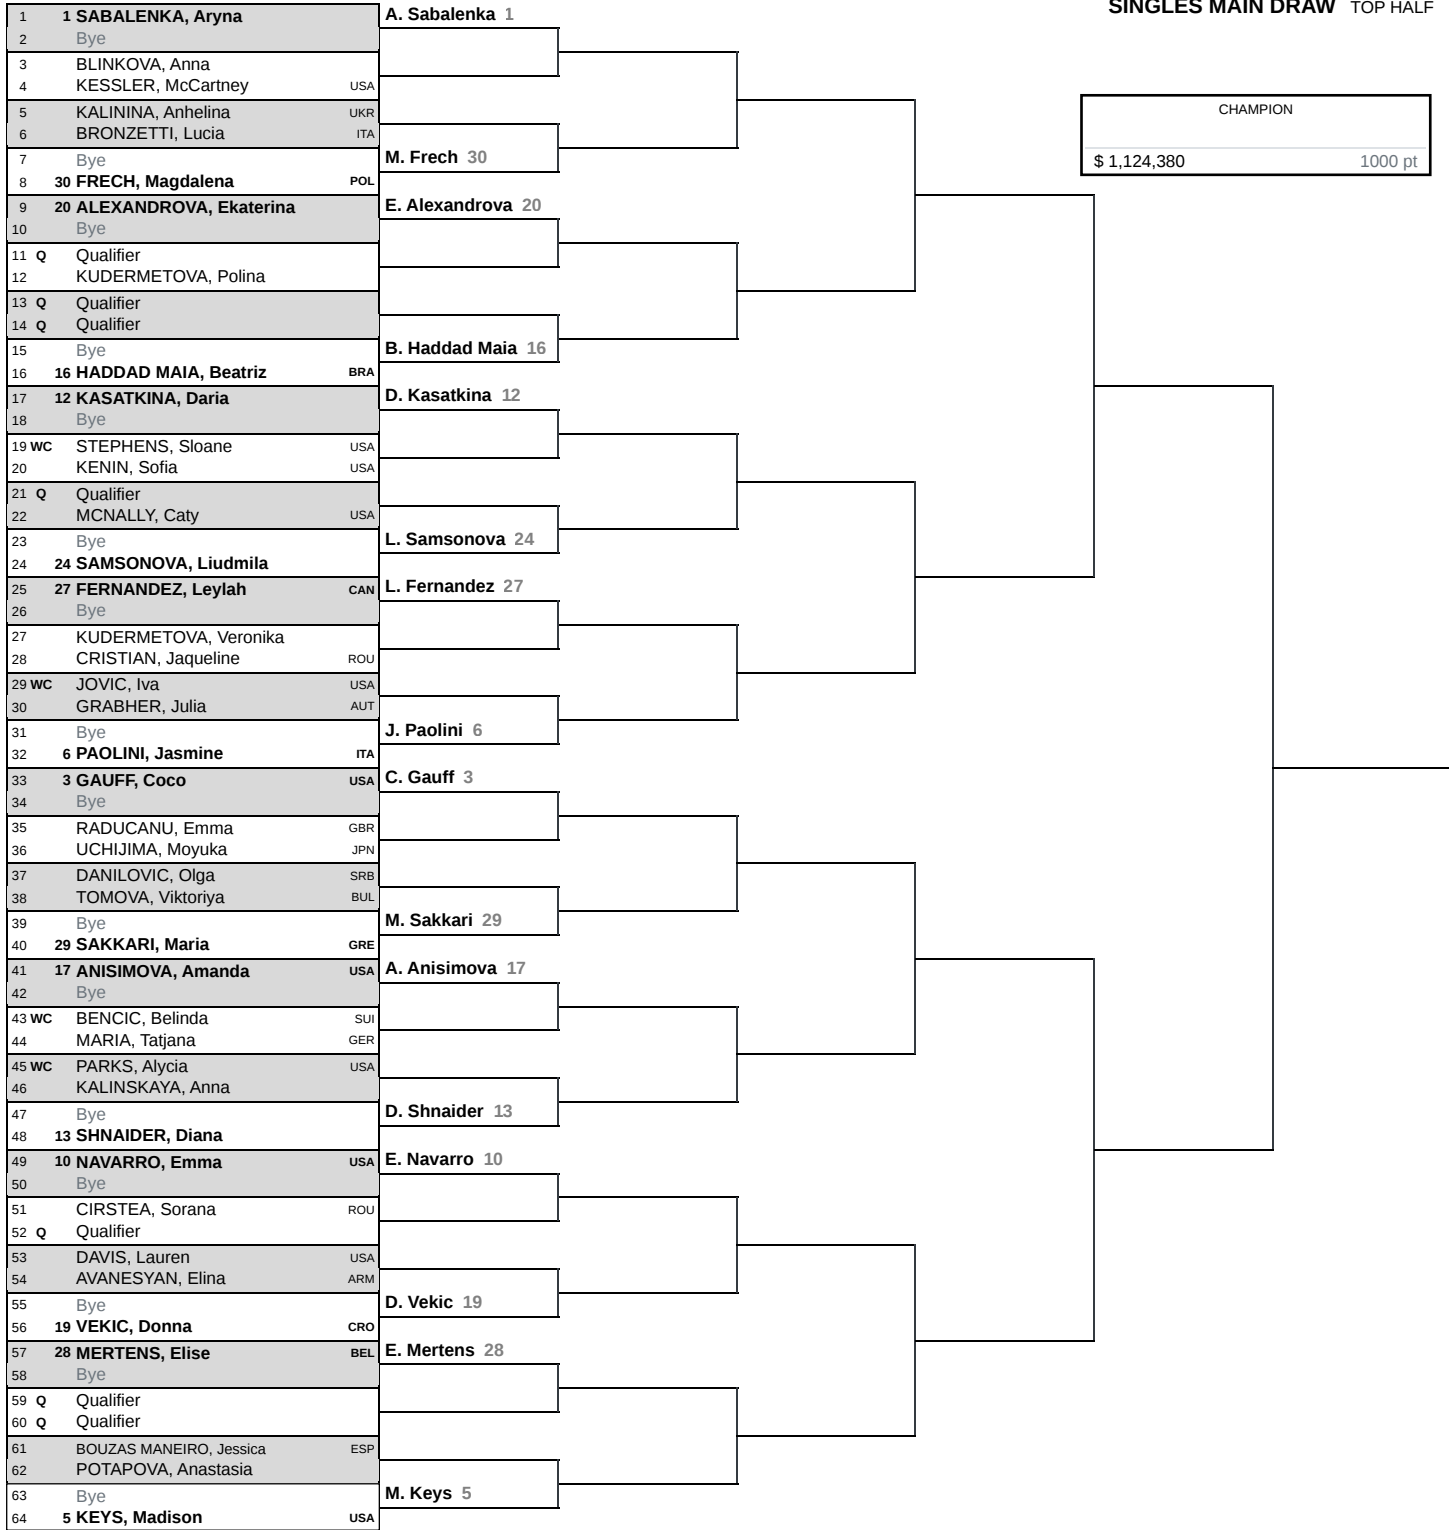 SINGLES MAIN DRAW TOP HALF
CHAMPION
$ 1,124,380 1000 pt
1 1 SABALENKA, Aryna
2 Bye
3 BLINKOVA, Anna
4 KESSLER, McCartney USA
5 KALININA, Anhelina UKR
6 BRONZETTI, Lucia ITA
7 Bye
8 30 FRECH, Magdalena POL
9 20 ALEXANDROVA, Ekaterina
10 Bye
11 Q Qualifier
12 KUDERMETOVA, Polina
13 Q Qualifier
14 Q Qualifier
15 Bye
16 16 HADDAD MAIA, Beatriz BRA
17 12 KASATKINA, Daria
18 Bye
19 WC STEPHENS, Sloane USA
20 KENIN, Sofia USA
21 Q Qualifier
22 MCNALLY, Caty USA
23 Bye
24 24 SAMSONOVA, Liudmila
25 27 FERNANDEZ, Leylah CAN
26 Bye
27 KUDERMETOVA, Veronika
28 CRISTIAN, Jaqueline ROU
29 WC JOVIC, Iva USA
30 GRABHER, Julia AUT
31 Bye
32 6 PAOLINI, Jasmine ITA
33 3 GAUFF, Coco USA
34 Bye
35 RADUCANU, Emma GBR
36 UCHIJIMA, Moyuka JPN
37 DANILOVIC, Olga SRB
38 TOMOVA, Viktoriya BUL
39 Bye
40 29 SAKKARI, Maria GRE
41 17 ANISIMOVA, Amanda USA
42 Bye
43 WC BENCIC, Belinda SUI
44 MARIA, Tatjana GER
45 WC PARKS, Alycia USA
46 KALINSKAYA, Anna
47 Bye
48 13 SHNAIDER, Diana
49 10 NAVARRO, Emma USA
50 Bye
51 CIRSTEA, Sorana ROU
52 Q Qualifier
53 DAVIS, Lauren USA
54 AVANESYAN, Elina ARM
55 Bye
56 19 VEKIC, Donna CRO
57 28 MERTENS, Elise BEL
58 Bye
59 Q Qualifier
60 Q Qualifier
61 BOUZAS MANEIRO, Jessica ESP
62 POTAPOVA, Anastasia
63 Bye
64 5 KEYS, Madison USA
A. Sabalenka 1
M. Frech 30
E. Alexandrova 20
B. Haddad Maia 16
D. Kasatkina 12
L. Samsonova 24
L. Fernandez 27
J. Paolini 6
C. Gauff 3
M. Sakkari 29
A. Anisimova 17
D. Shnaider 13
E. Navarro 10
D. Vekic 19
E. Mertens 28
M. Keys 5